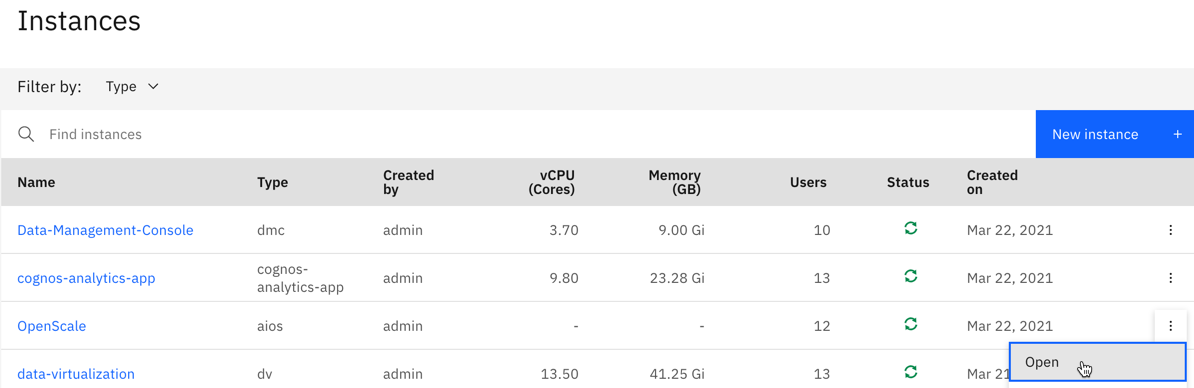 Instances
Filter by: Type
Find instances New instance +
Name Type Created by vCPU (Cores) Memory (GB) Users Status Created on
Data-Management-Console dmc admin 3.70 9.00 Gi 10 Mar 22, 2021
cognos-analytics-app cognos-analytics-app admin 9.80 23.28 Gi 13 Mar 22, 2021
OpenScale aios admin - - 12 Mar 22, 2021
Open
data-virtualization dv admin 13.50 41.25 Gi 13 Mar 21